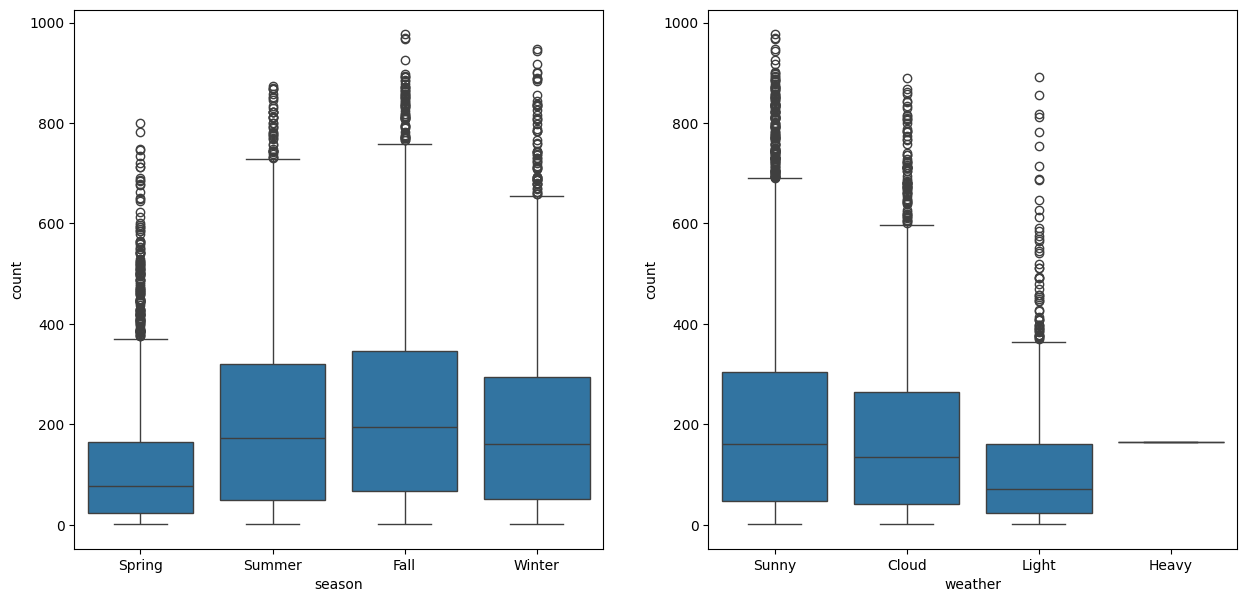 1000
800
600
400
200
0
count
Spring Summer Fall Winter
season
1000
800
600
400
200
0
count
Sunny Cloud Light Heavy
weather